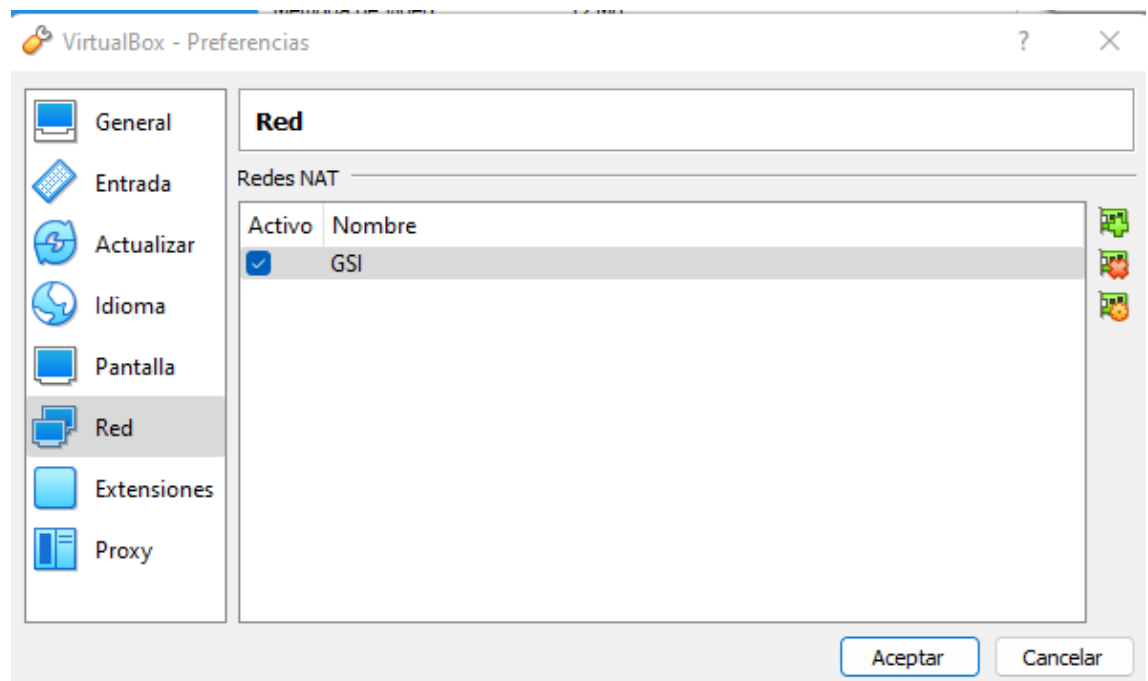 VirtualBox - Preferencias ?
General
Entrada
Actualizar
Idioma
Pantalla
Red
Extensiones
Proxy
Red
Redes NAT
Activo Nombre
GSI
Aceptar Cancelar